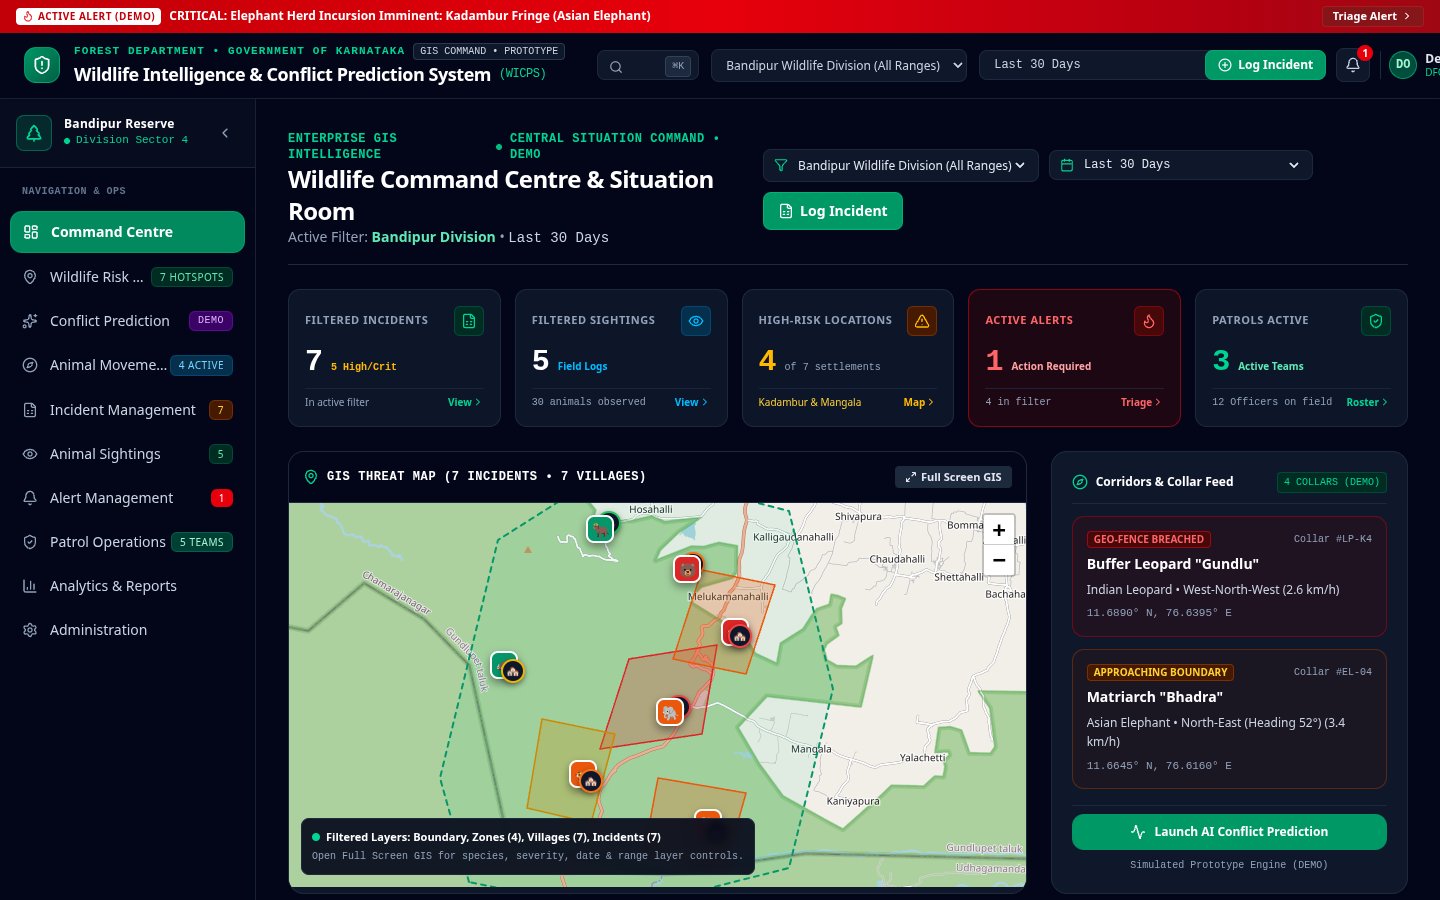 ACTIVE ALERT (DEMO) CRITICAL: Elephant Herd Incursion Imminent: Kadambur Fringe (Asian Elephant) Triage Alert
FOREST DEPARTMENT • GOVERNMENT OF KARNATAKA GIS COMMAND • PROTOTYPE
Wildlife Intelligence & Conflict Prediction System (WICPS)
⌘K
Bandipur Wildlife Division (All Ranges)
Last 30 Days
Log Incident
1
DO
De
DFO
Bandipur Reserve
Division Sector 4
NAVIGATION & OPS
Command Centre
Wildlife Risk ... 7 HOTSPOTS
Conflict Prediction DEMO
Animal Moveme... 4 ACTIVE
Incident Management 7
Animal Sightings 5
Alert Management 1
Patrol Operations 5 TEAMS
Analytics & Reports
Administration
ENTERPRISE GIS INTELLIGENCE
CENTRAL SITUATION COMMAND • DEMO
Wildlife Command Centre & Situation
Room
Active Filter: Bandipur Division • Last 30 Days
Bandipur Wildlife Division (All Ranges)
Last 30 Days
Log Incident
FILTERED INCIDENTS
7 5 High/Crit
In active filter View
FILTERED SIGHTINGS
5 Field Logs
30 animals observed View
HIGH-RISK LOCATIONS
4 of 7 settlements
Kadambur & Mangala Map
ACTIVE ALERTS
1 Action Required
4 in filter Triage
PATROLS ACTIVE
3 Active Teams
12 Officers on field Roster
GIS THREAT MAP (7 INCIDENTS • 7 VILLAGES)
Full Screen GIS
Hosahalli
Shivapura
Bomma
Kalligaudanahalli
Chaudahalli
Shettahalli
Bachaha
Melukamanahalli
Chamarajanagar
Gundlupet taluk
Mangala
Yalachetti
Kaniyapura
Gundlupet taluk
Udhagamanda
+
−
Filtered Layers: Boundary, Zones (4), Villages (7), Incidents (7)
Open Full Screen GIS for species, severity, date & range layer controls.
Corridors & Collar Feed 4 COLLARS (DEMO)
GEO-FENCE BREACHED Collar #LP-K4
Buffer Leopard "Gundlu"
Indian Leopard • West-North-West (2.6 km/h)
11.6890° N, 76.6395° E
APPROACHING BOUNDARY Collar #EL-04
Matriarch "Bhadra"
Asian Elephant • North-East (Heading 52°) (3.4
km/h)
11.6645° N, 76.6160° E
Launch AI Conflict Prediction
Simulated Prototype Engine (DEMO)